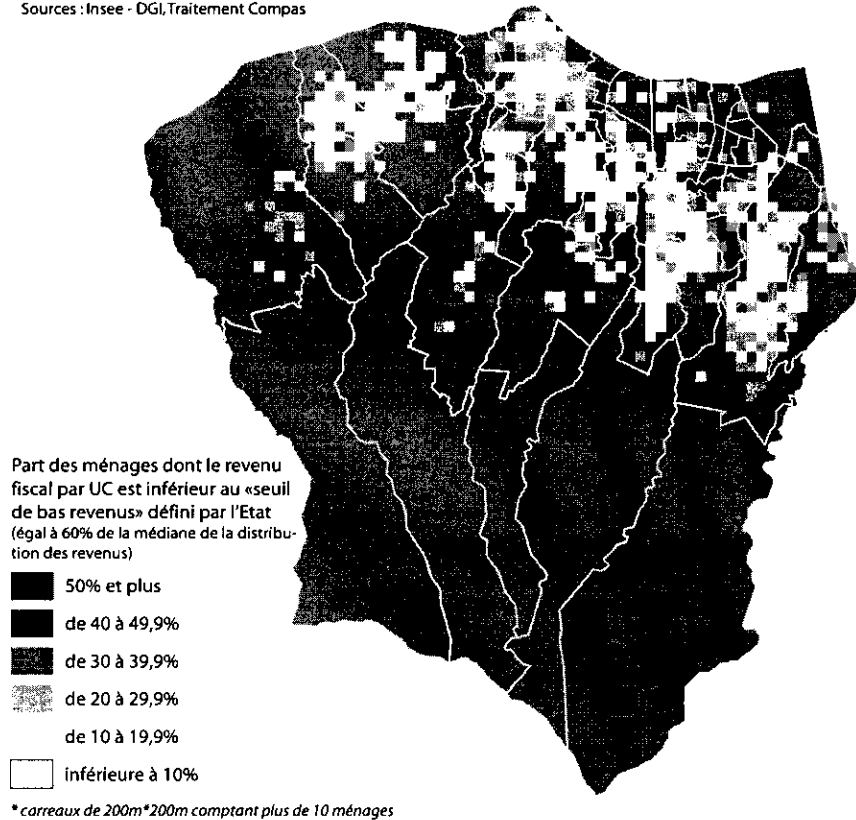 Sources : Insee - DGI, Traitement Compas
Part des ménages dont le revenu
fiscal par UC est inférieur au «seuil
de bas revenus» défini par l'Etat
(égal à 60% de la médiane de la distribu-
tion des revenus)
50% et plus
de 40 à 49,9%
de 30 à 39,9%
de 20 à 29,9%
de 10 à 19,9%
inférieure à 10%
* carreaux de 200m*200m comptant plus de 10 ménages